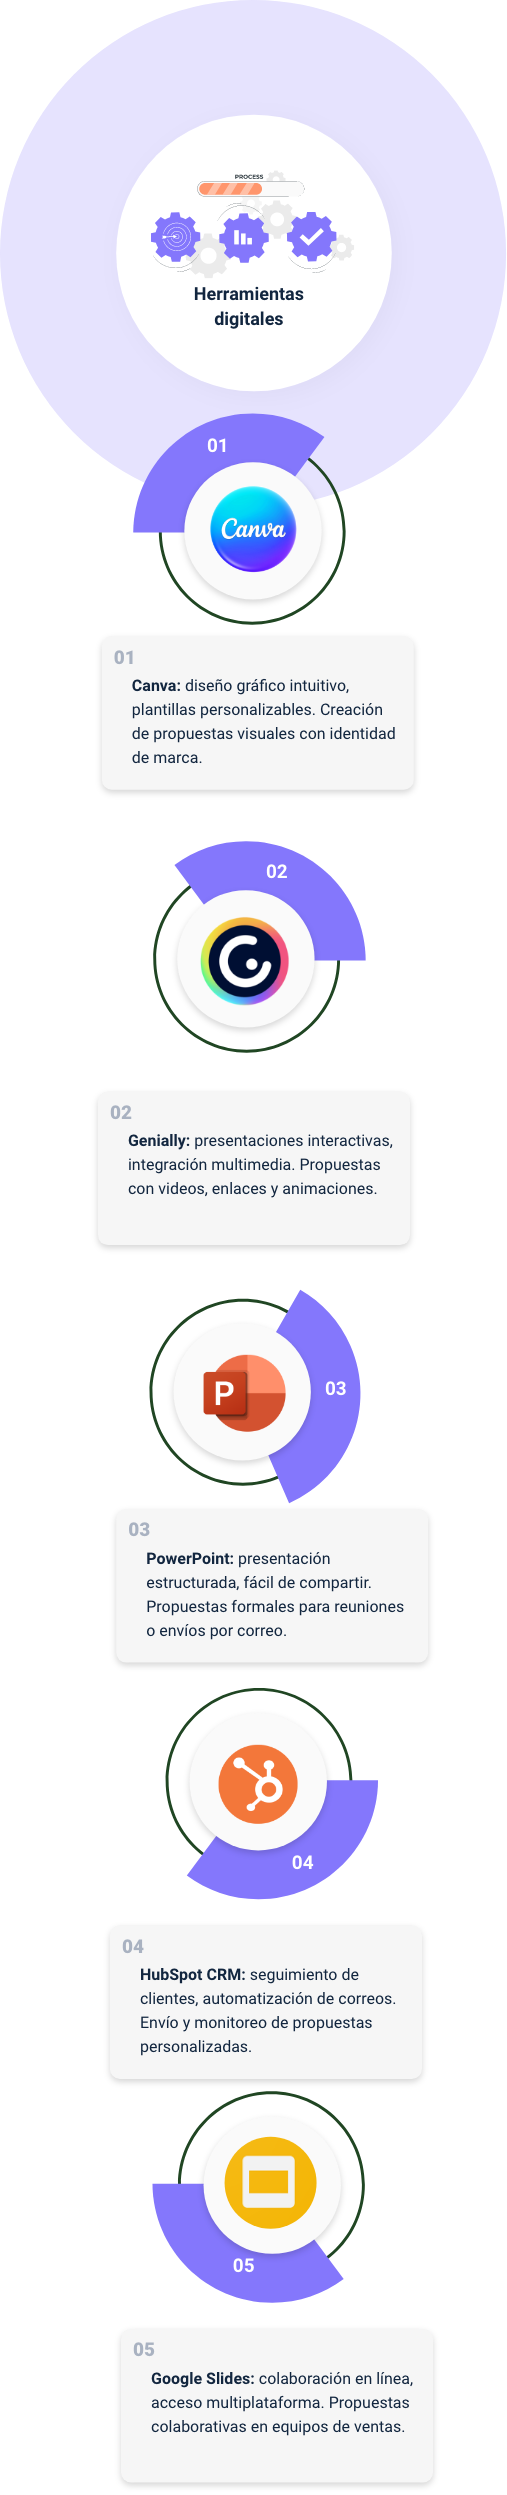 PROCESS
Herramientas
digitales
01
Canva
01
Canva: diseño gráfico intuitivo,
plantillas personalizables. Creación
de propuestas visuales con identidad
de marca.
02
02
Genially: presentaciones interactivas,
integración multimedia. Propuestas
con videos, enlaces y animaciones.
P
03
03
PowerPoint: presentación
estructurada, fácil de compartir.
Propuestas formales para reuniones
o envíos por correo.
04
04
HubSpot CRM: seguimiento de
clientes, automatización de correos.
Envío y monitoreo de propuestas
personalizadas.
05
05
Google Slides: colaboración en línea,
acceso multiplataforma. Propuestas
colaborativas en equipos de ventas.